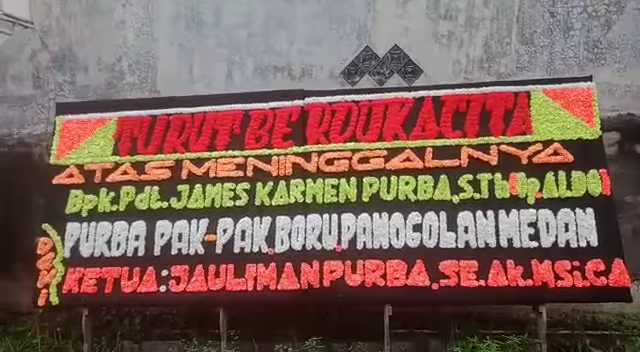 TURUT BERDUKACITA
ATAS MENINGGALNYA
Bpk.Pdt.JAMES KARMEN PURBA,S.Th(Op.ALDO)
DARI
PURBA PAK-PAK,BORU,PANOGOLAN MEDAN
KETUA:JAULIMAN PURBA.SE.Ak.MSi.CA